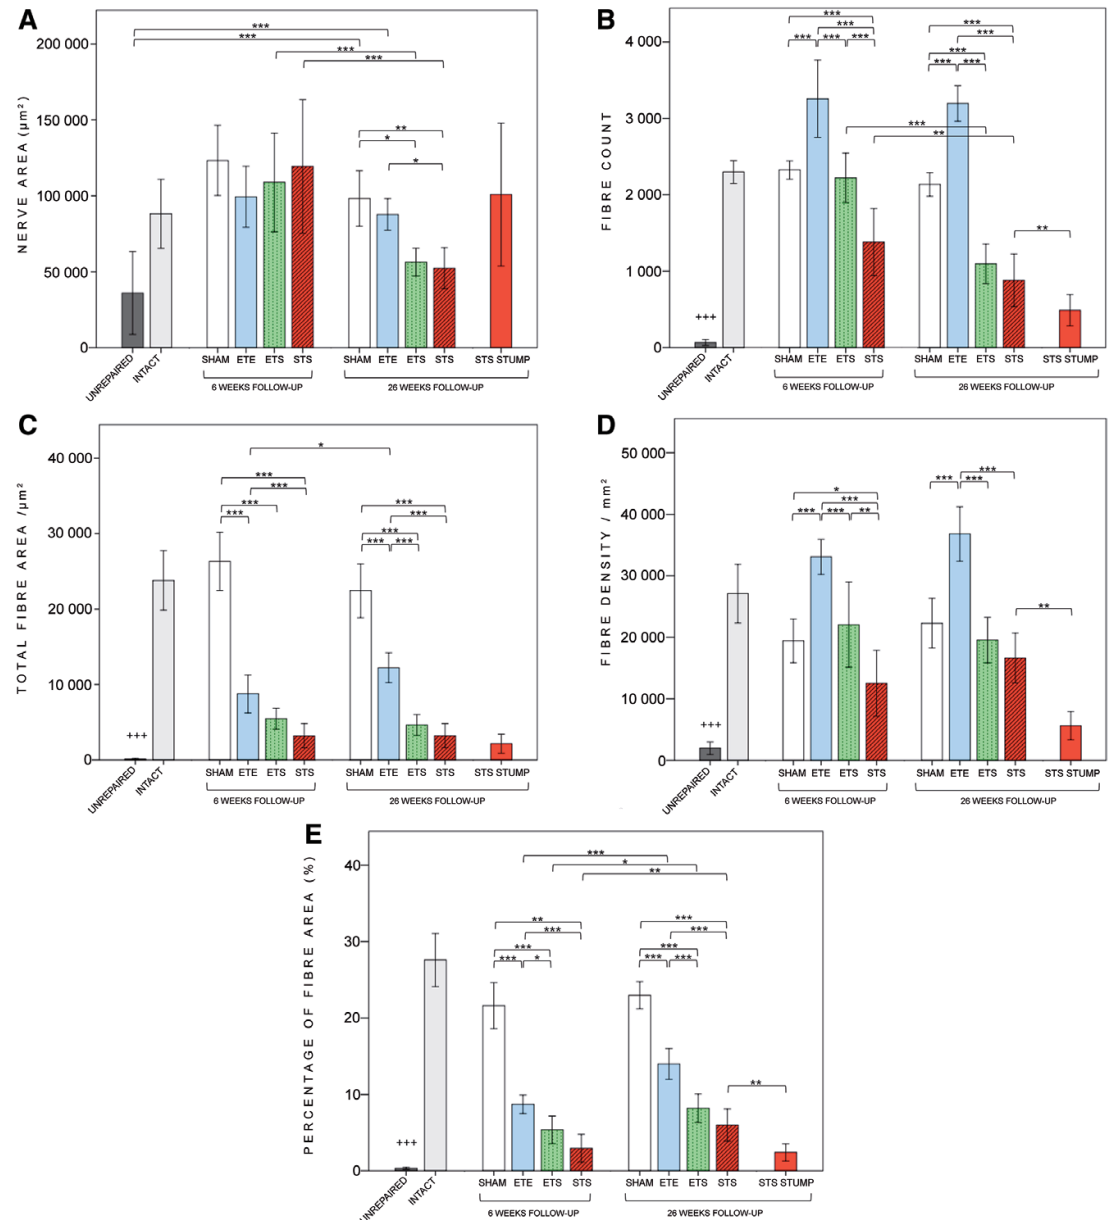 A
NERVE AREA (µm²)
200 000
150 000
100 000
50 000
0
***
***
***
***
**
*
*
UNREPAIRED
INTACT
SHAM ETE ETS STS
SHAM ETE ETS STS
STS STUMP
6 WEEKS FOLLOW-UP
26 WEEKS FOLLOW-UP
B
FIBRE COUNT
4 000
3 000
2 000
1 000
0
***
***
*** *** ***
***
***
***
*** ***
***
**
**
+++
UNREPAIRED
INTACT
SHAM ETE ETS STS
SHAM ETE ETS STS
STS STUMP
6 WEEKS FOLLOW-UP
26 WEEKS FOLLOW-UP
C
TOTAL FIBRE AREA /µm²
40 000
30 000
20 000
10 000
0
*
***
***
***
***
***
***
***
*** ***
+++
UNREPAIRED
INTACT
SHAM ETE ETS STS
SHAM ETE ETS STS
STS STUMP
6 WEEKS FOLLOW-UP
26 WEEKS FOLLOW-UP
D
FIBRE DENSITY / mm²
50 000
40 000
30 000
20 000
10 000
0
*
***
*** *** **
***
*** ***
**
+++
UNREPAIRED
INTACT
SHAM ETE ETS STS
SHAM ETE ETS STS
STS STUMP
6 WEEKS FOLLOW-UP
26 WEEKS FOLLOW-UP
E
PERCENTAGE OF FIBRE AREA (%)
40
30
20
10
0
***
*
**
**
***
***
*** *
***
***
***
*** ***
**
+++
UNREPAIRED
INTACT
SHAM ETE ETS STS
SHAM ETE ETS STS
STS STUMP
6 WEEKS FOLLOW-UP
26 WEEKS FOLLOW-UP